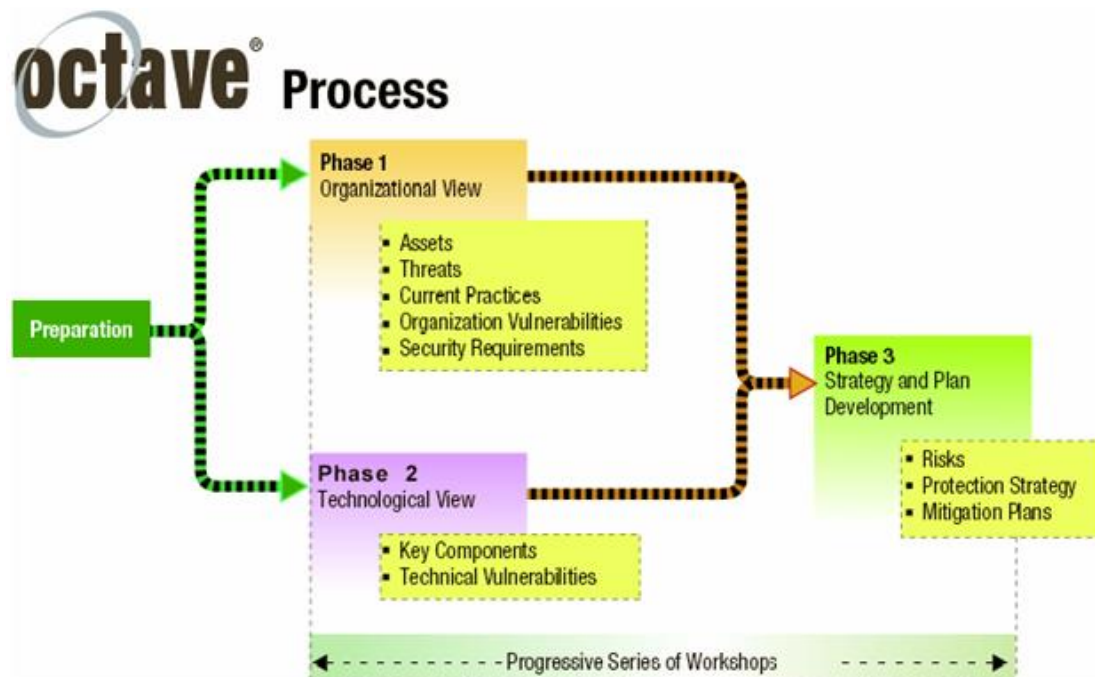 octave® Process
Phase 1
Organizational View
▪ Assets
▪ Threats
▪ Current Practices
▪ Organization Vulnerabilities
▪ Security Requirements
Preparation
Phase 2
Technological View
▪ Key Components
▪ Technical Vulnerabilities
Phase 3
Strategy and Plan
Development
▪ Risks
▪ Protection Strategy
▪ Mitigation Plans
Progressive Series of Workshops